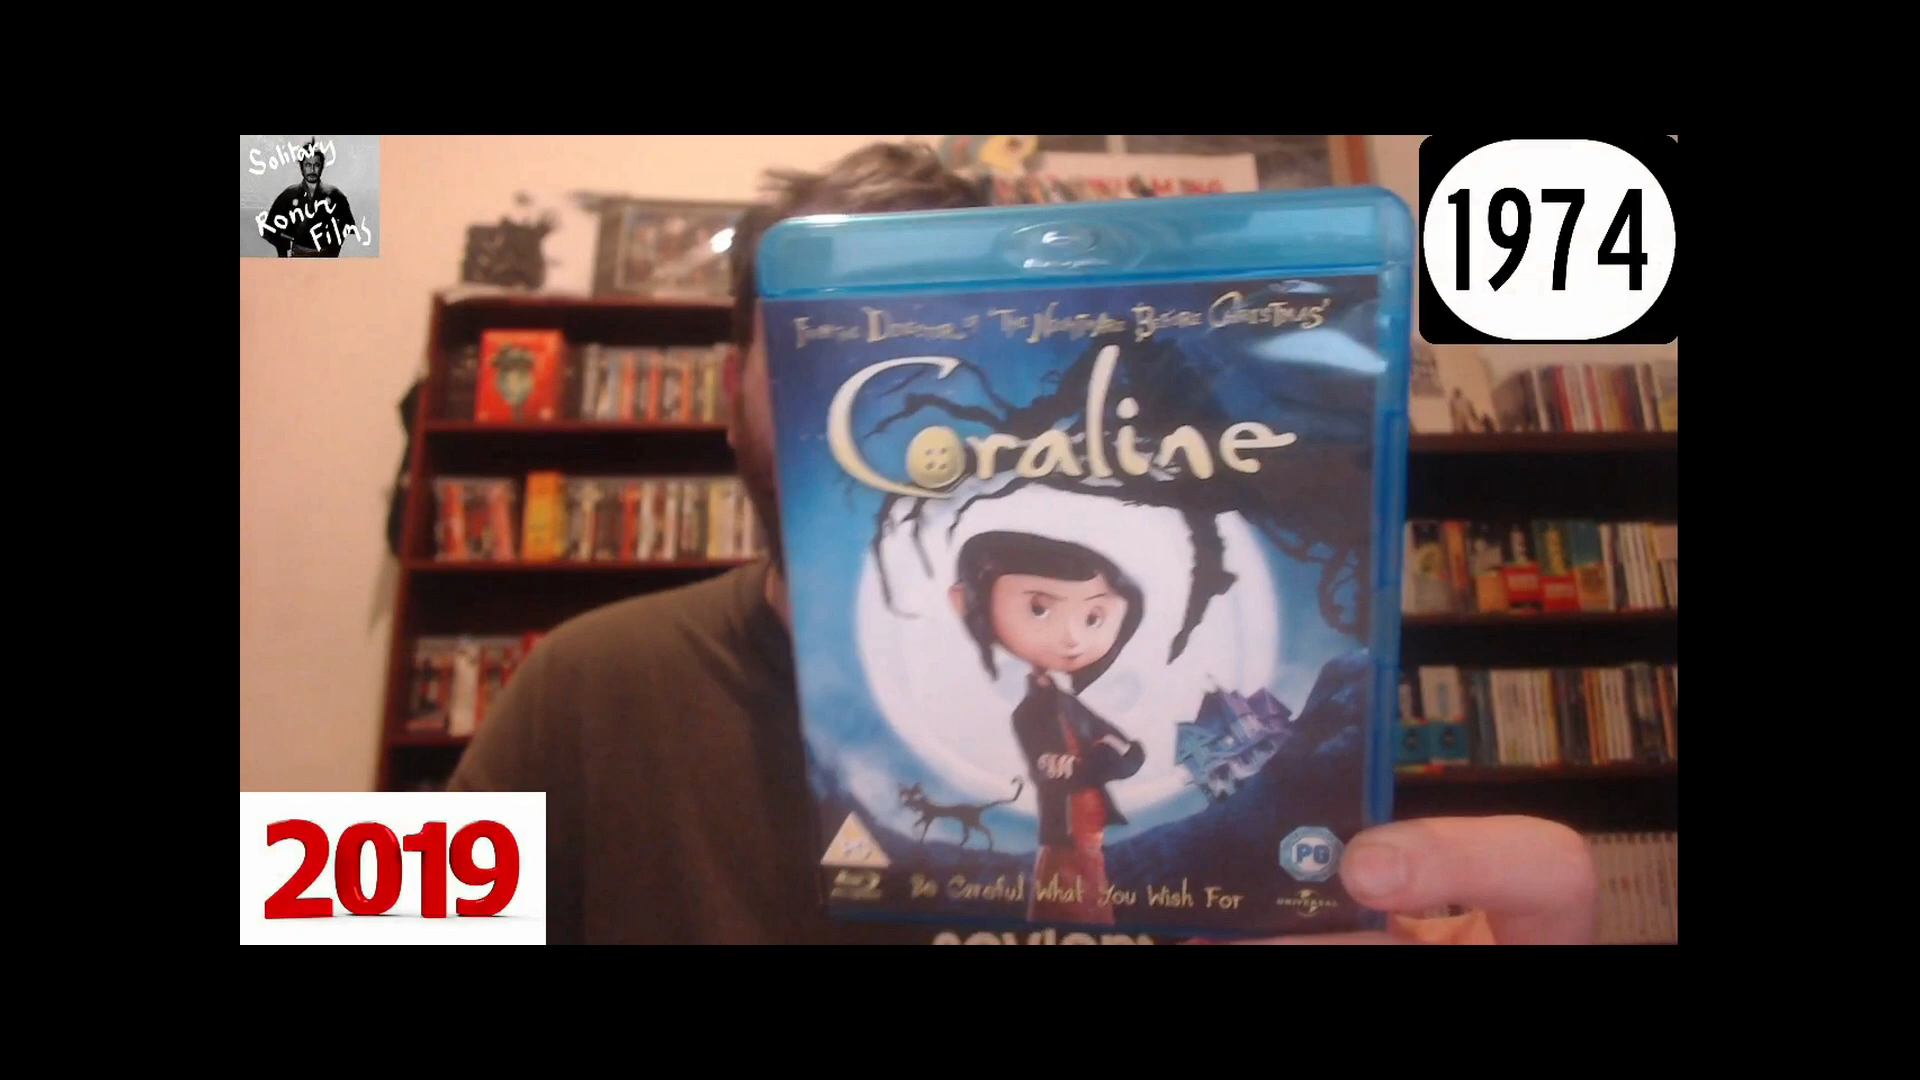 Solitary
Ronin
Films
1974
From the Director of 'The Nightmare Before Christmas'
Coraline
PG
Be Careful What You Wish For
UNIVERSAL
2019